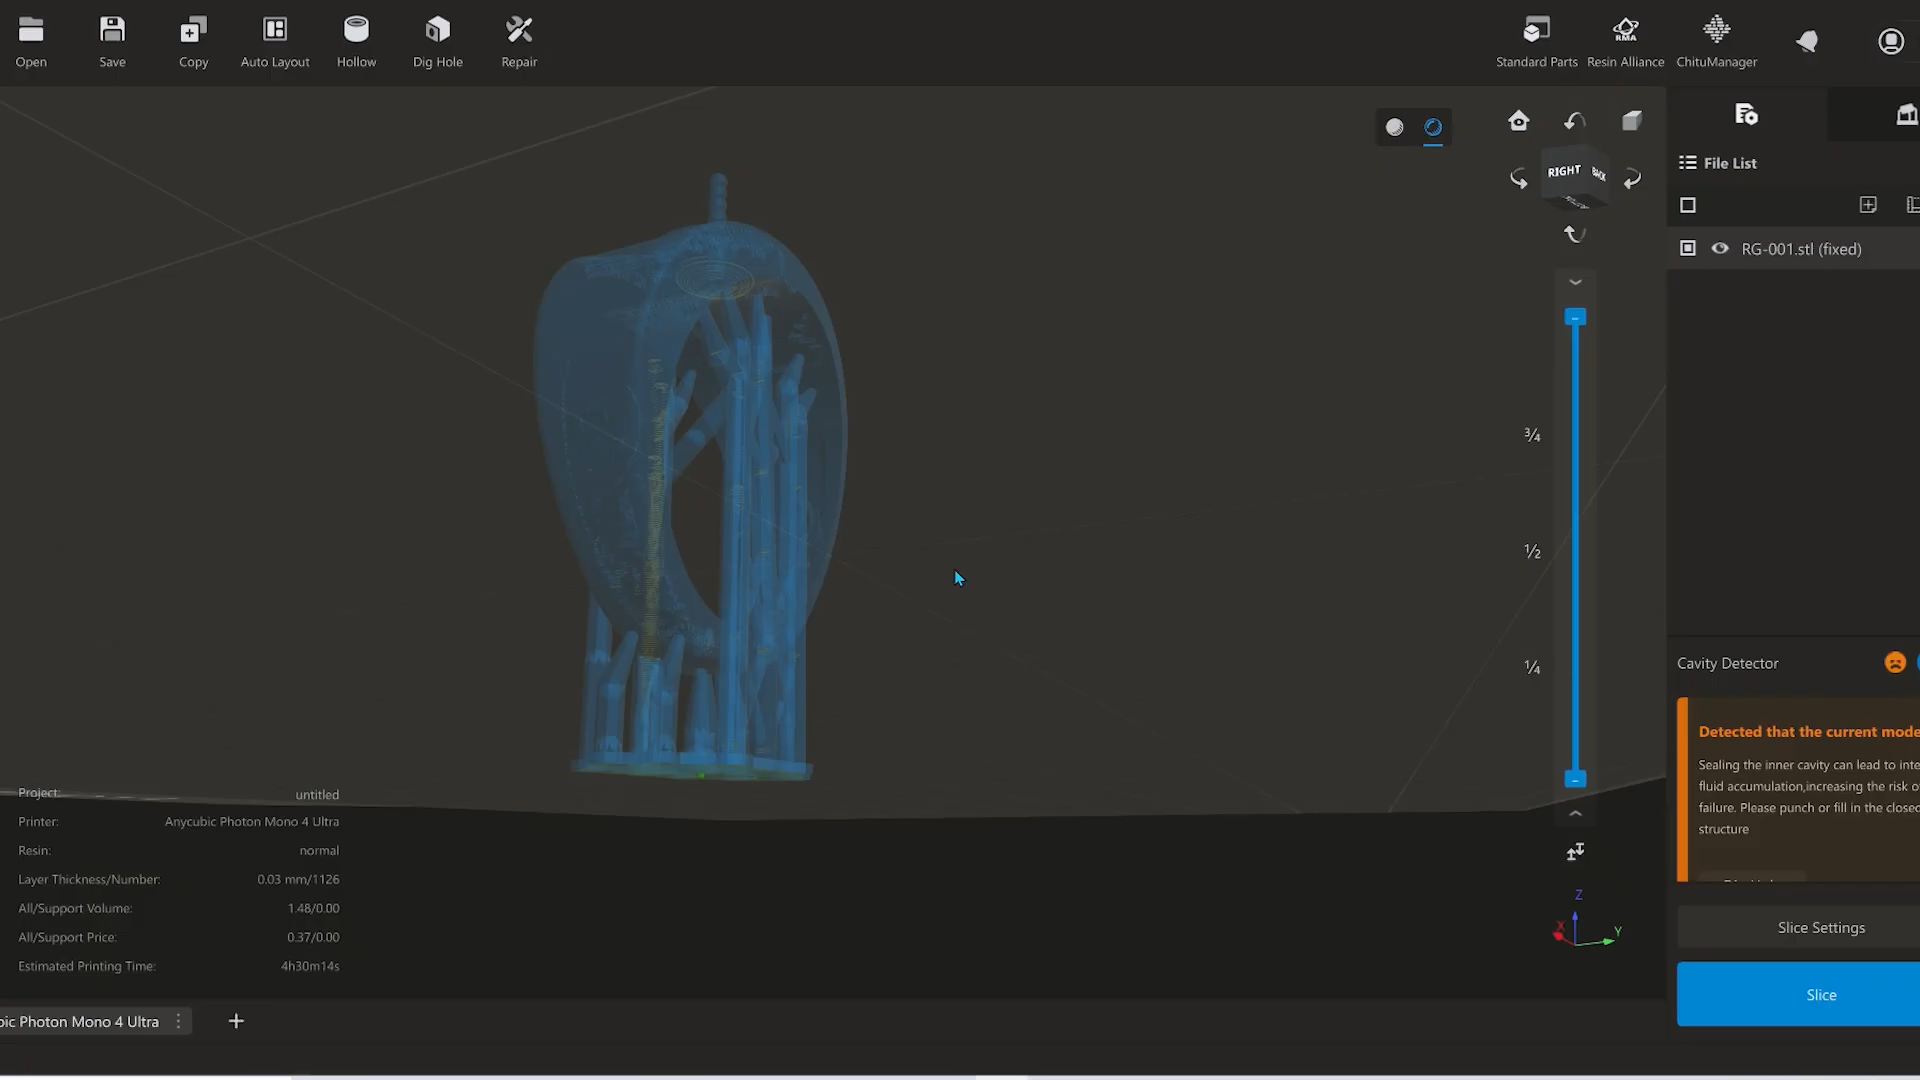 Open
Save
Copy
Auto Layout
Hollow
Dig Hole
Repair
Standard Parts
Resin Alliance
RMA
ChituManager
RIGHT
BACK
File List
RG-001.stl (fixed)
3/4
1/2
1/4
Cavity Detector
Detected that the current mode
Sealing the inner cavity can lead to inte
fluid accumulation,increasing the risk o
failure. Please punch or fill in the closed
structure
Project: untitled
Printer: Anycubic Photon Mono 4 Ultra
Resin: normal
Layer Thickness/Number: 0.03 mm/1126
All/Support Volume: 1.48/0.00
All/Support Price: 0.37/0.00
Estimated Printing Time: 4h30m14s
Z
X
Y
Slice Settings
Slice
bic Photon Mono 4 Ultra